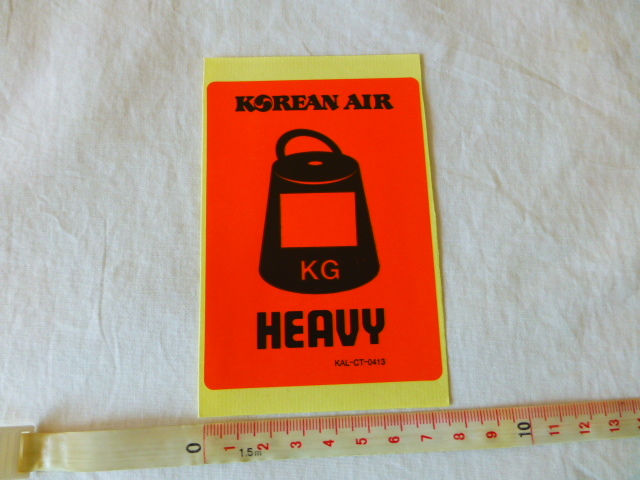 KOREAN AIR
KG
HEAVY
KAL-CT-0413
0 1 2 3 4 5 6 7 8 9 10 11 12 13
1.5m